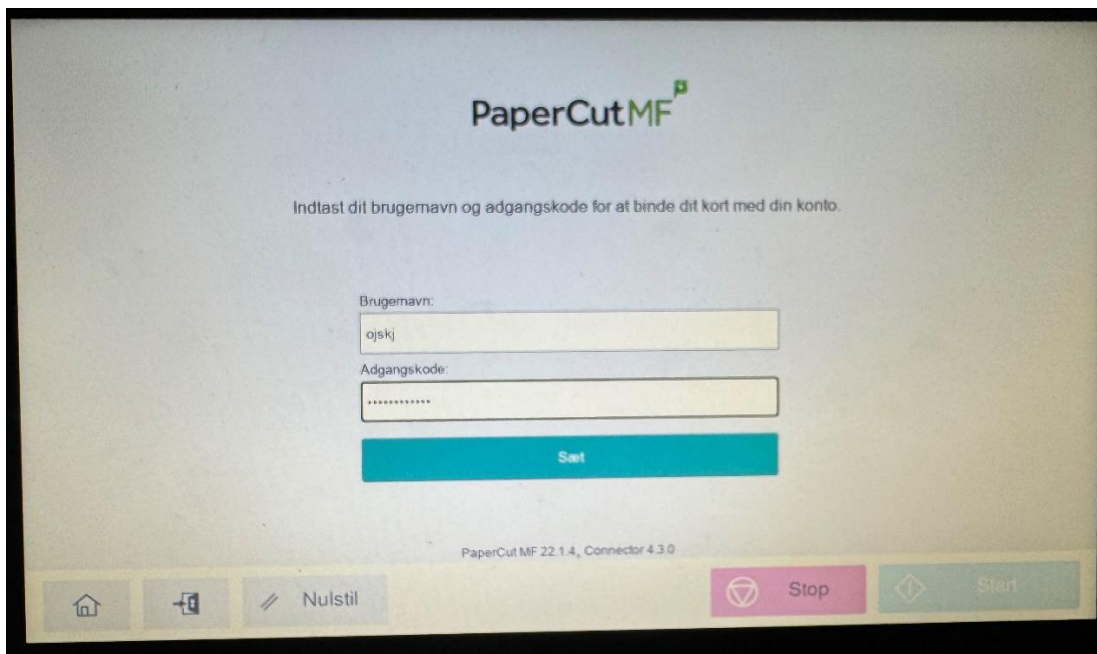 PaperCutMF
Indtast dit brugernavn og adgangskode for at binde dit kort med din konto.
Brugernavn:
ojskj
Adgangskode:
••••••••••••
Sæt
PaperCut MF 22.1.4, Connector 4.3.0
Nulstil
Stop
Start